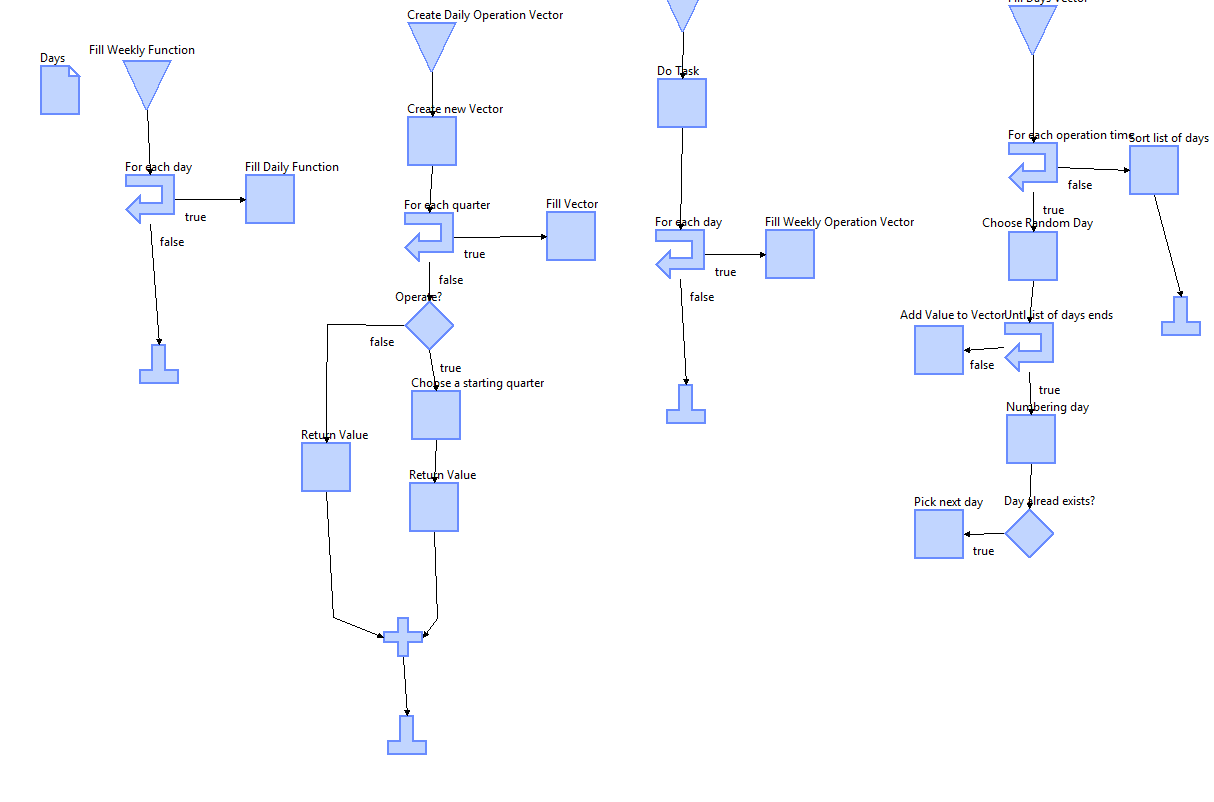 Days
Fill Weekly Function
For each day
Fill Daily Function
true
false
Create Daily Operation Vector
Create new Vector
For each quarter
Fill Vector
true
false
Operate?
false
true
Choose a starting quarter
Return Value
Return Value
Do Task
For each day
Fill Weekly Operation Vector
true
false
Fill Days Vector
For each operation time
Sort list of days
false
true
Choose Random Day
Add Value to Vector
Until list of days ends
false
true
Numbering day
Day alread exists?
Pick next day
true